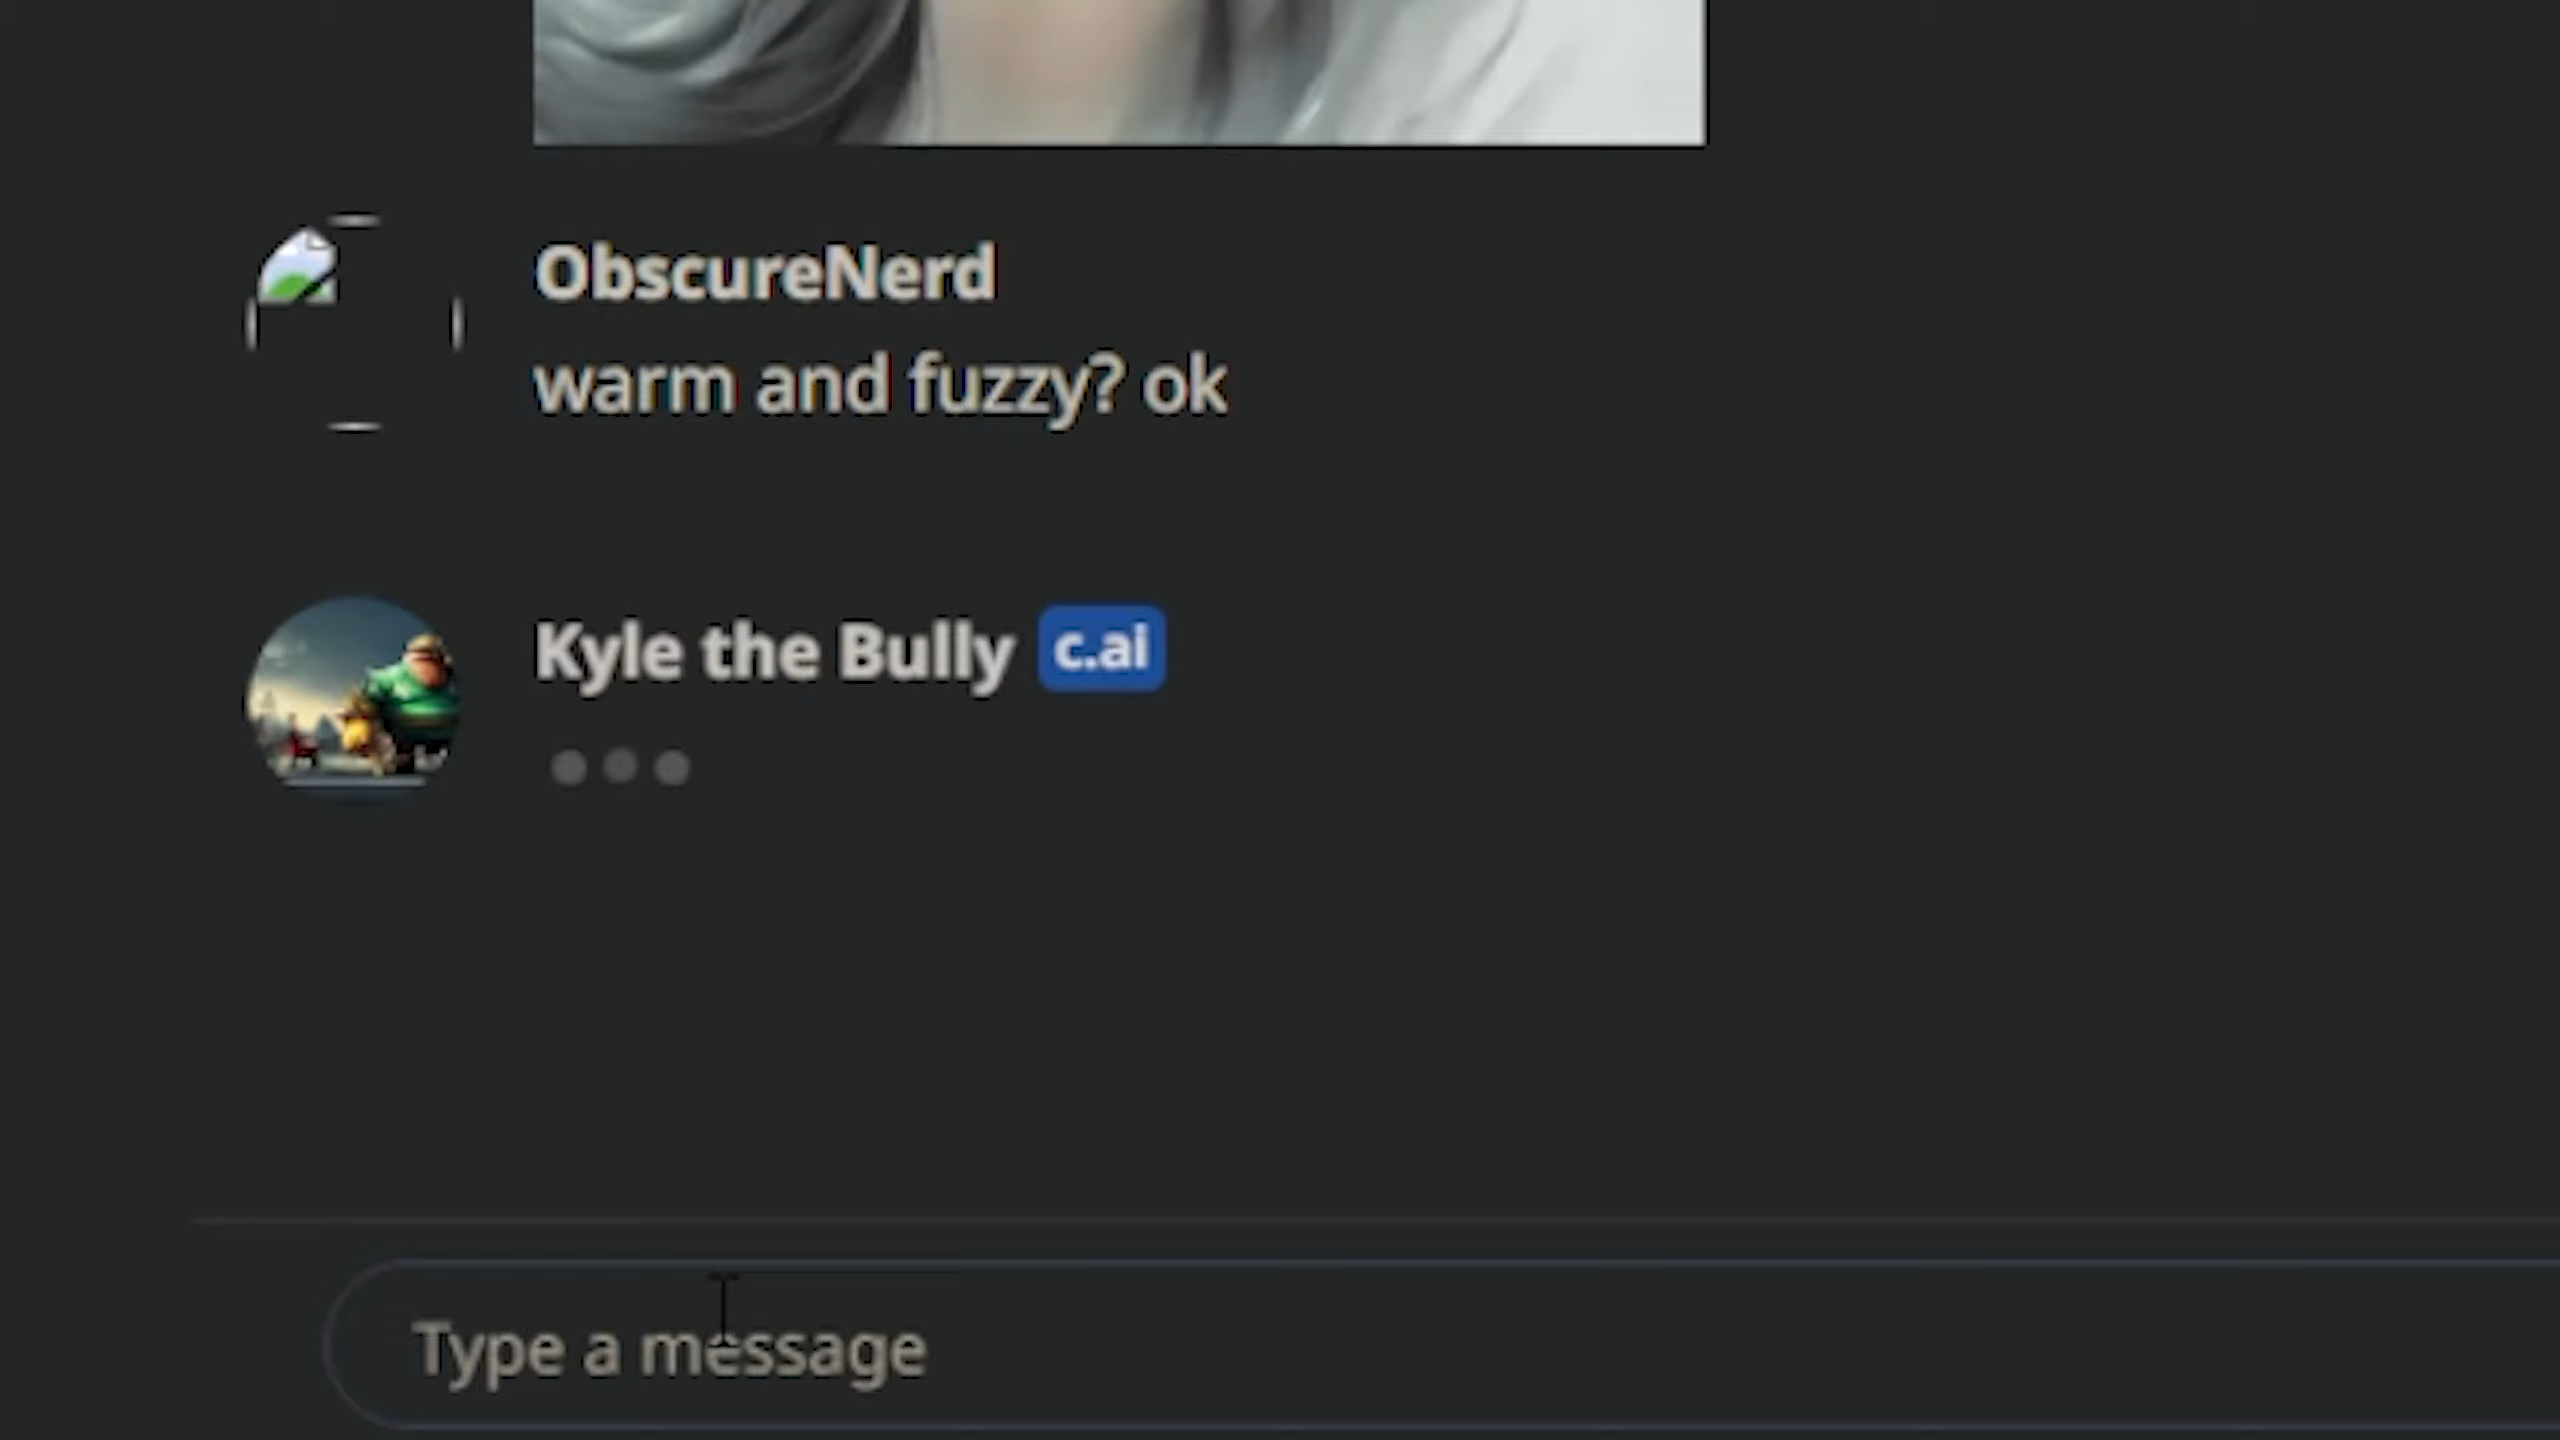 ObscureNerd
warm and fuzzy? ok
Kyle the Bully c.ai
Type a message